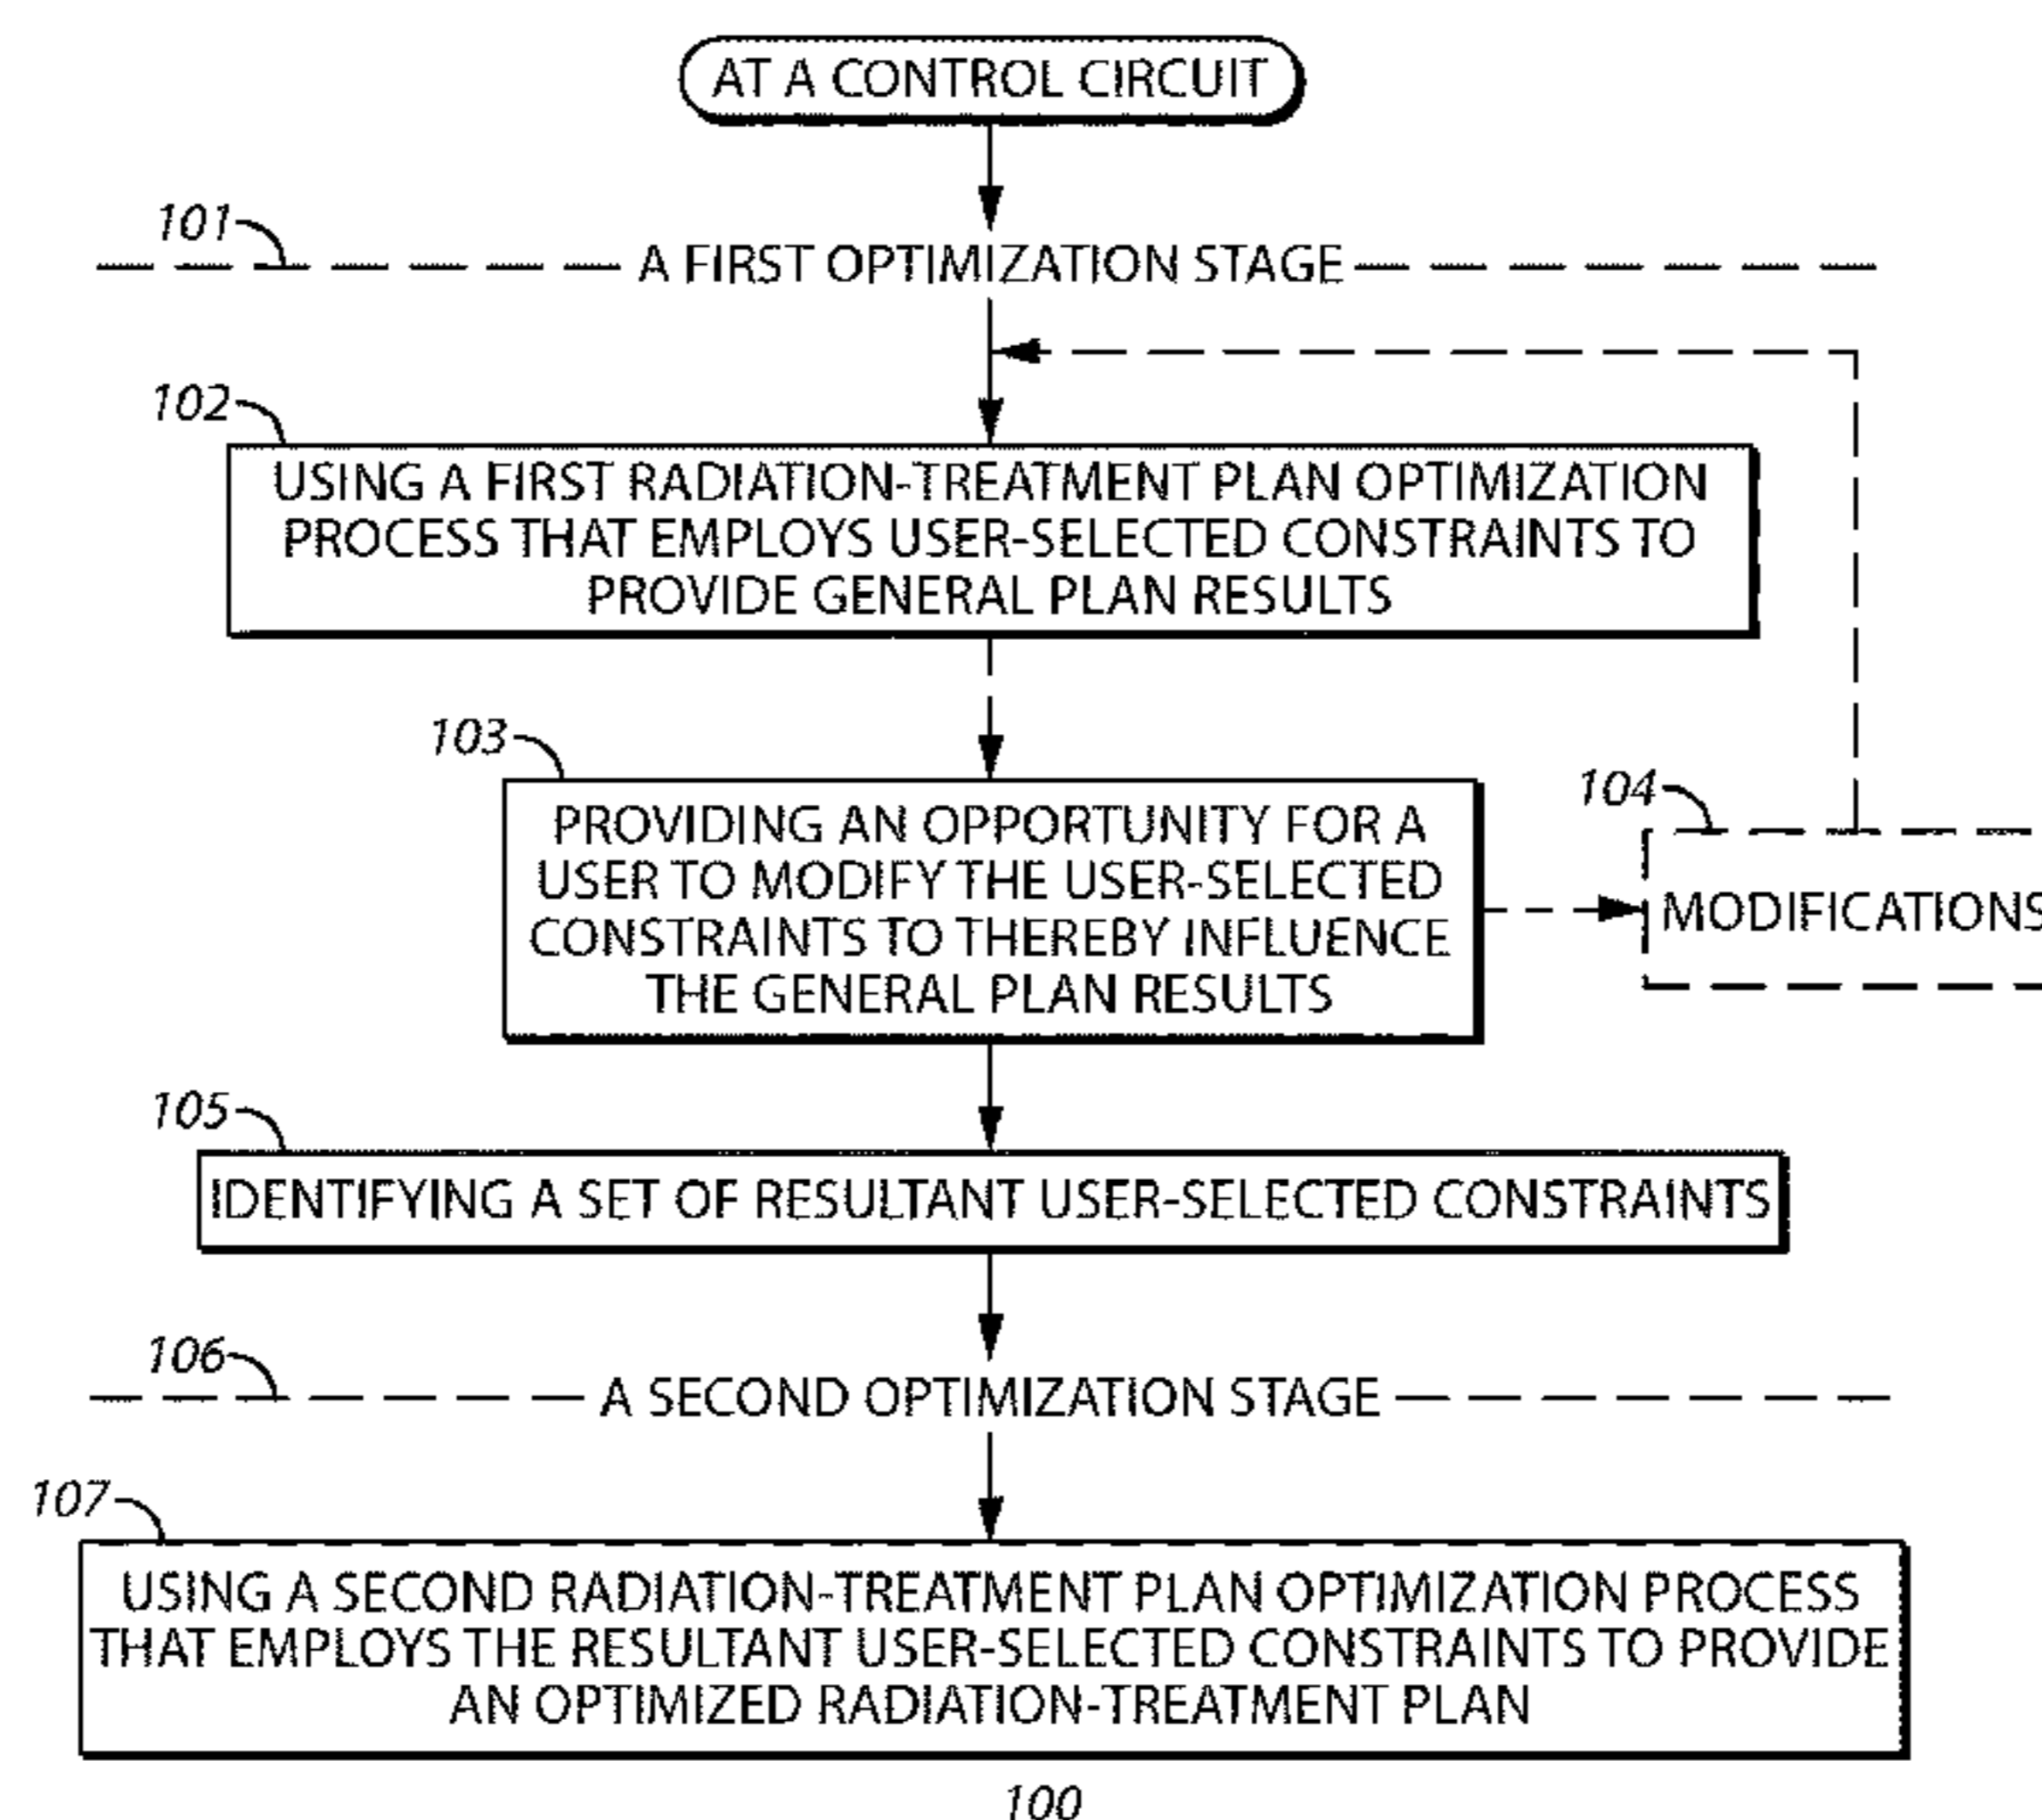 AT A CONTROL CIRCUIT
101
A FIRST OPTIMIZATION STAGE
102
USING A FIRST RADIATION-TREATMENT PLAN OPTIMIZATION
PROCESS THAT EMPLOYS USER-SELECTED CONSTRAINTS TO
PROVIDE GENERAL PLAN RESULTS
103
PROVIDING AN OPPORTUNITY FOR A
USER TO MODIFY THE USER-SELECTED
CONSTRAINTS TO THEREBY INFLUENCE
THE GENERAL PLAN RESULTS
104
MODIFICATIONS
105
IDENTIFYING A SET OF RESULTANT USER-SELECTED CONSTRAINTS
106
A SECOND OPTIMIZATION STAGE
107
USING A SECOND RADIATION-TREATMENT PLAN OPTIMIZATION PROCESS
THAT EMPLOYS THE RESULTANT USER-SELECTED CONSTRAINTS TO PROVIDE
AN OPTIMIZED RADIATION-TREATMENT PLAN
100